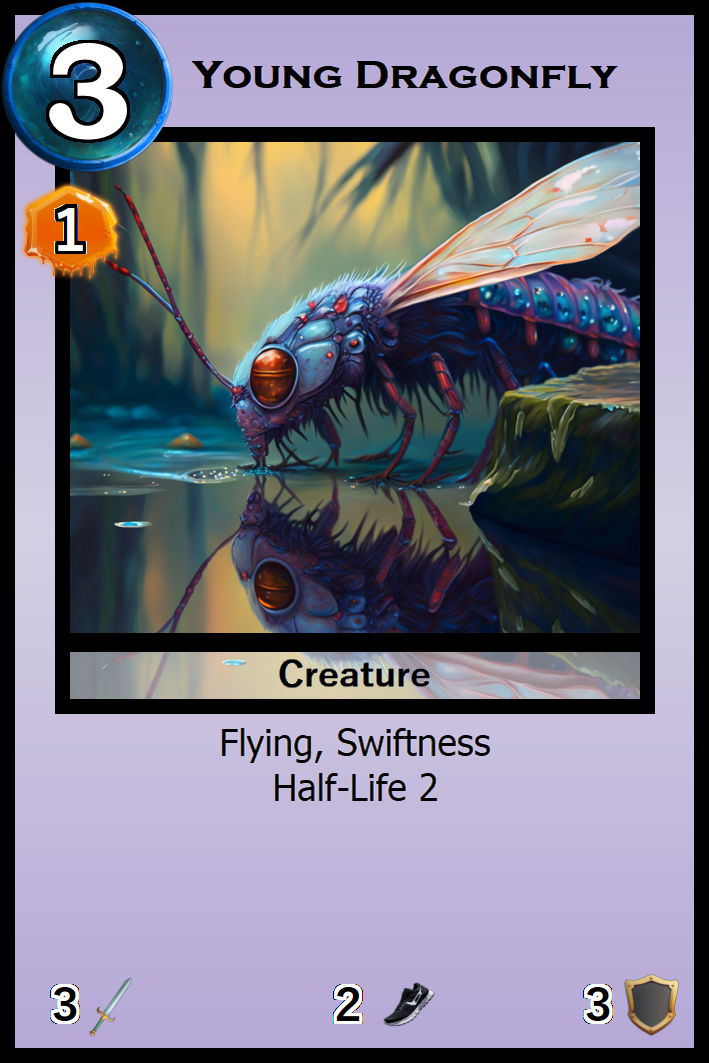 3
Young Dragonfly
1
Creature
Flying, Swiftness
Half-Life 2
3 2 3